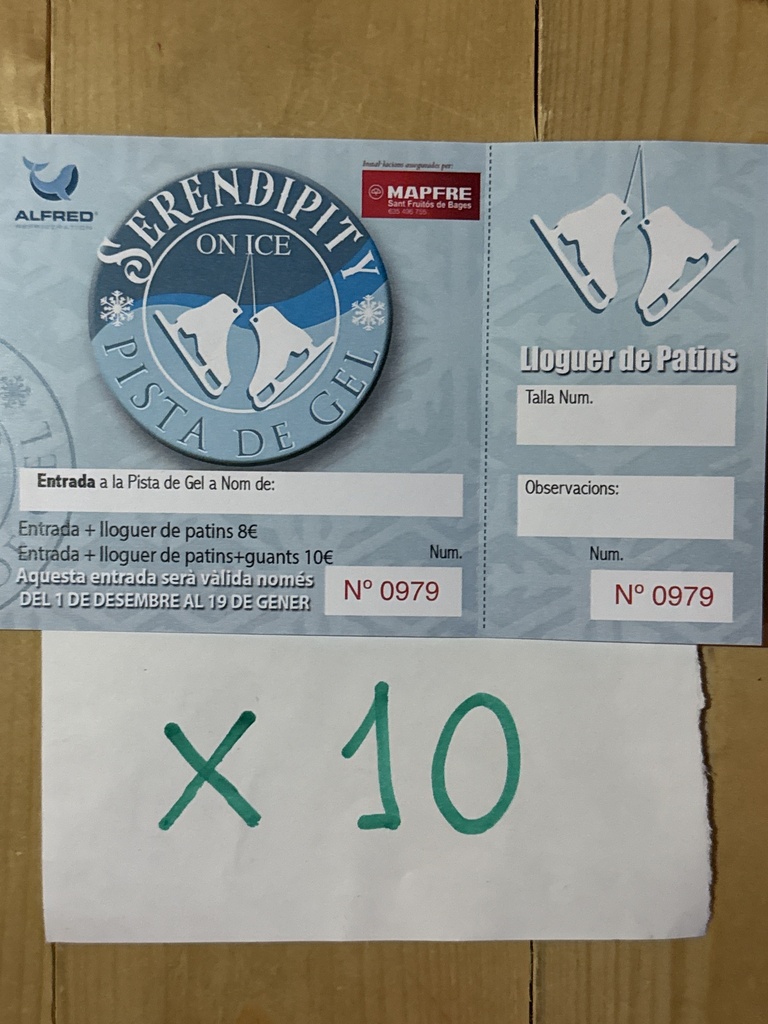 ALFRED
SERENDIPITY
ON ICE
PISTA DE GEL
Instal·lacions assegurades per:
MAPFRE
Sant Fruitós de Bages
Entrada a la Pista de Gel a Nom de:
Entrada + lloguer de patins 8€
Entrada + lloguer de patins+guants 10€
Aquesta entrada serà vàlida només
DEL 1 DE DESEMBRE AL 19 DE GENER
Num.
Nº 0979
Lloguer de Patins
Talla Num.
Observacions:
Num.
Nº 0979
X 10